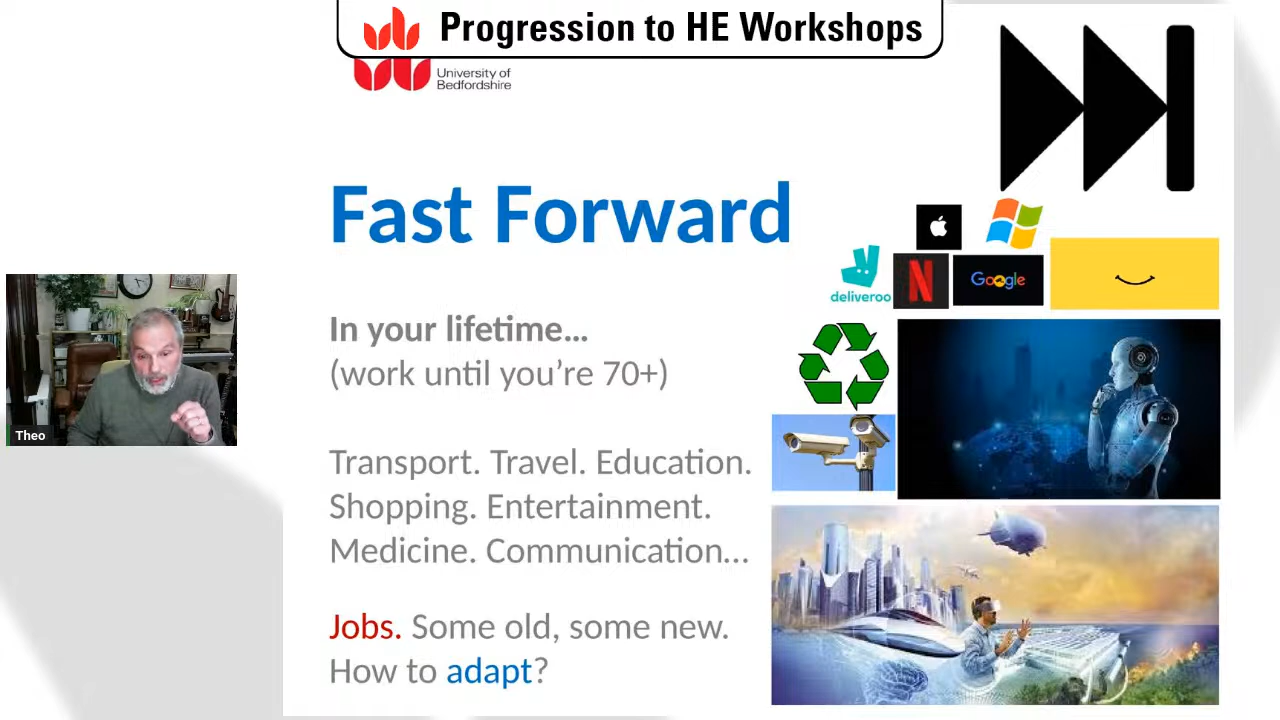 Progression to HE Workshops
University of
Bedfordshire
Fast Forward
deliveroo
N
Google
In your lifetime...
(work until you're 70+)
Theo
Transport. Travel. Education.
Shopping. Entertainment.
Medicine. Communication...
Jobs. Some old, some new.
How to adapt?